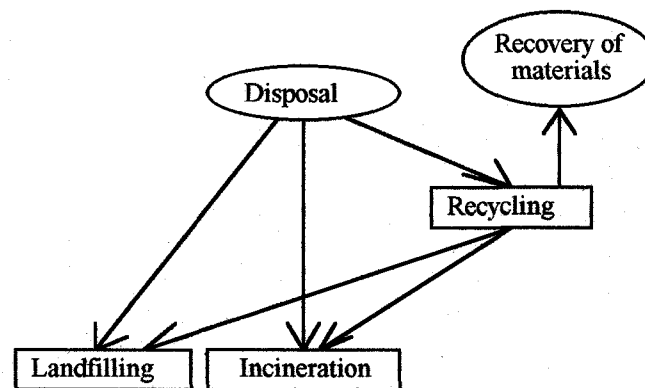 Recovery of
materials
Disposal
Recycling
Landfilling
Incineration